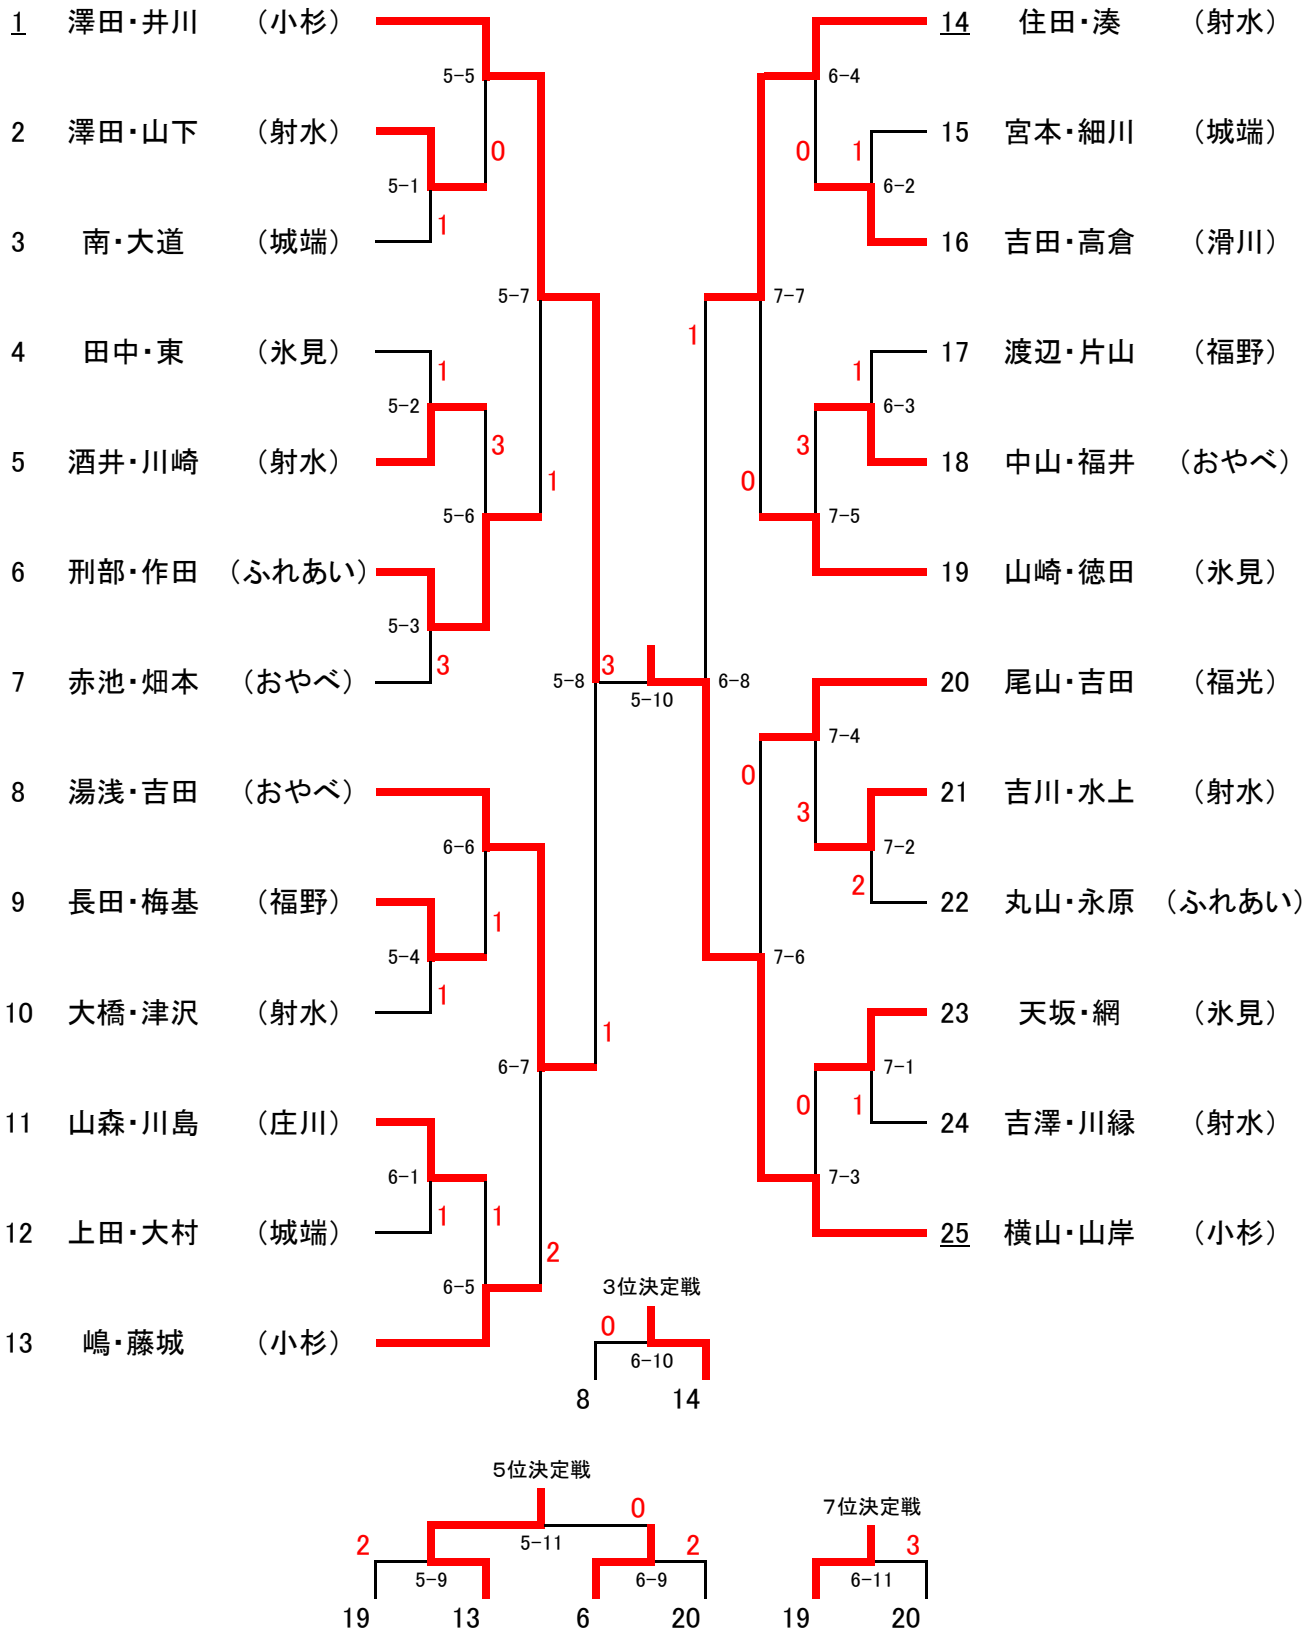 1 澤田・井川 （小杉）
5-5
2 澤田・山下 （射水）
0
5-1
1
3 南・大道 （城端）
5-7
4 田中・東 （氷見）
1
5-2
3
5 酒井・川崎 （射水）
1
5-6
6 刑部・作田 （ふれあい）
5-3
3
7 赤池・畑本 （おやべ）
5-8
3
5-10
8 湯浅・吉田 （おやべ）
6-6
9 長田・梅基 （福野）
1
5-4
1
10 大橋・津沢 （射水）
1
6-7
11 山森・川島 （庄川）
6-1
1
1
12 上田・大村 （城端）
2
6-5
13 嶋・藤城 （小杉）
14 住田・湊 （射水）
6-4
15 宮本・細川 （城端）
0
1
6-2
16 吉田・高倉 （滑川）
7-7
1
17 渡辺・片山 （福野）
1
6-3
3
18 中山・福井 （おやべ）
0
7-5
19 山崎・徳田 （氷見）
6-8
20 尾山・吉田 （福光）
7-4
0
21 吉川・水上 （射水）
3
7-2
2
22 丸山・永原 （ふれあい）
7-6
23 天坂・網 （氷見）
7-1
0
1
24 吉澤・川縁 （射水）
7-3
25 横山・山岸 （小杉）
3位決定戦
0
6-10
8 14
5位決定戦
0
2
5-11
2
5-9
6-9
19 13 6 20
7位決定戦
3
6-11
19 20